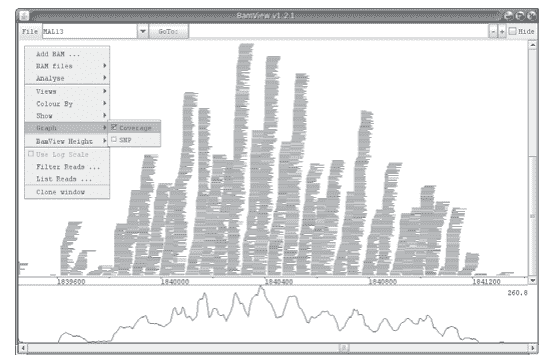 BamView v1.2.1
File MAL13 GoTo: - + Hide
Add BAM ...
BAM files
Analyse
Views
Colour By
Show
Graph
Coverage
BamView Height
SNP
Use Log Scale
Filter Reads ...
List Reads ...
Clone window
1839600 1840000 1840400 1840800 1841200
260.8